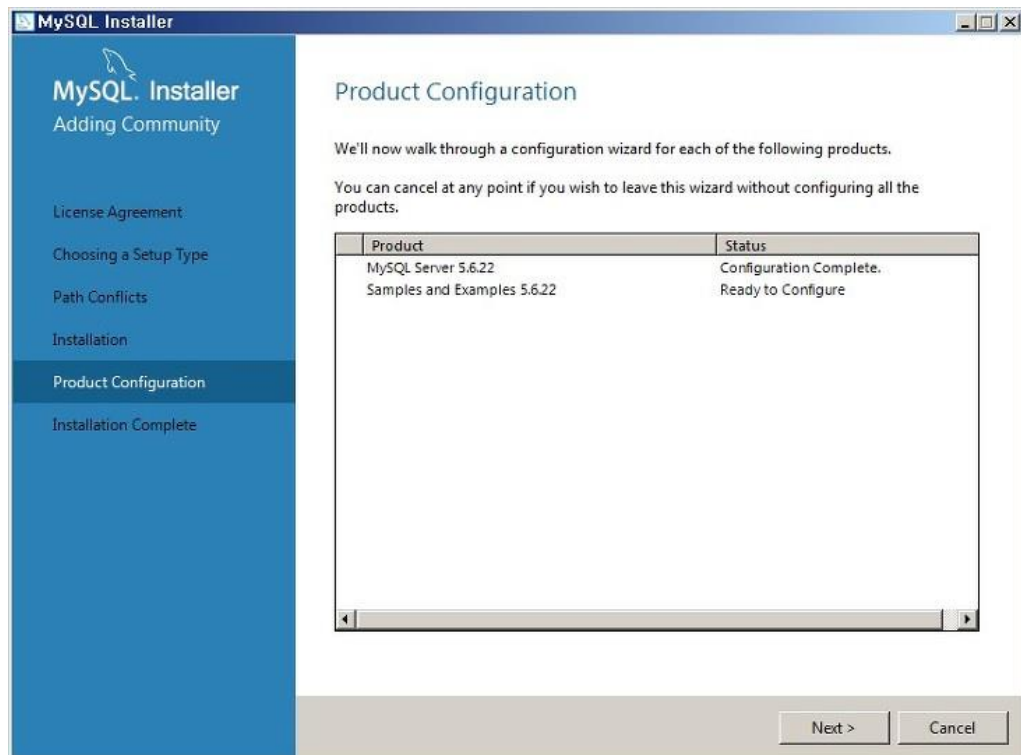 MySQL Installer
MySQL. Installer
Adding Community
License Agreement
Choosing a Setup Type
Path Conflicts
Installation
Product Configuration
Installation Complete
Product Configuration
We'll now walk through a configuration wizard for each of the following products.
You can cancel at any point if you wish to leave this wizard without configuring all the
products.
Product Status
MySQL Server 5.6.22 Configuration Complete.
Samples and Examples 5.6.22 Ready to Configure
Next > Cancel